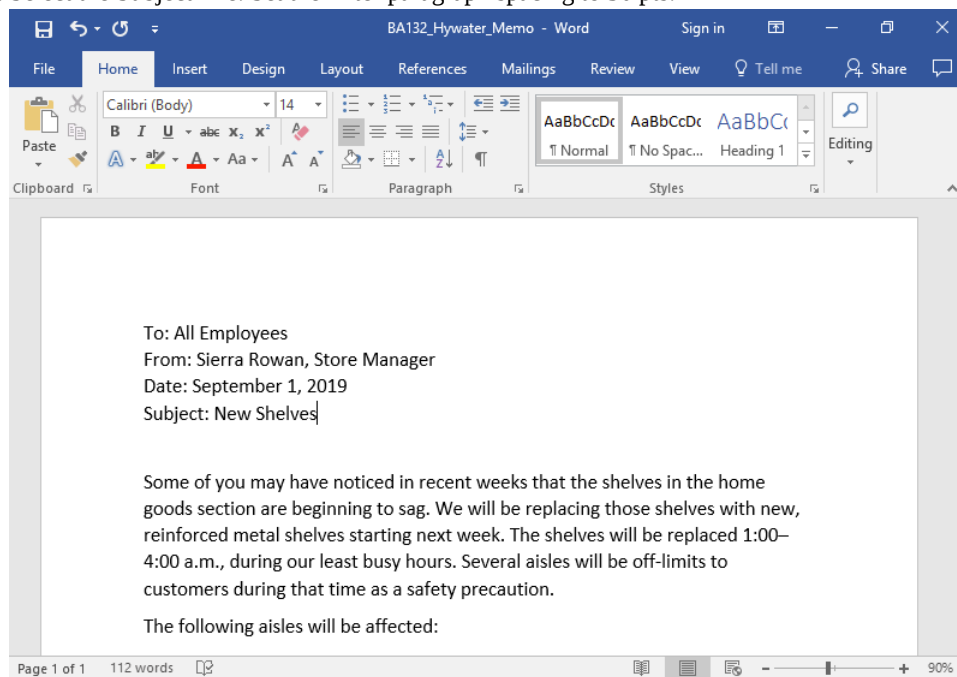 BA132_Hywater_Memo - Word Sign in
File Home Insert Design Layout References Mailings Review View Tell me Share
Calibri (Body) 14
AaBbCcDc AaBbCcDc AaBbC
B I U abc X₂ X² 
Paste ¶ Normal ¶ No Spac... Heading 1 Editing
Clipboard Font Paragraph Styles
To: All Employees
From: Sierra Rowan, Store Manager
Date: September 1, 2019
Subject: New Shelves
Some of you may have noticed in recent weeks that the shelves in the home
goods section are beginning to sag. We will be replacing those shelves with new,
reinforced metal shelves starting next week. The shelves will be replaced 1:00–
4:00 a.m., during our least busy hours. Several aisles will be off-limits to
customers during that time as a safety precaution.
The following aisles will be affected:
Page 1 of 1 112 words 90%